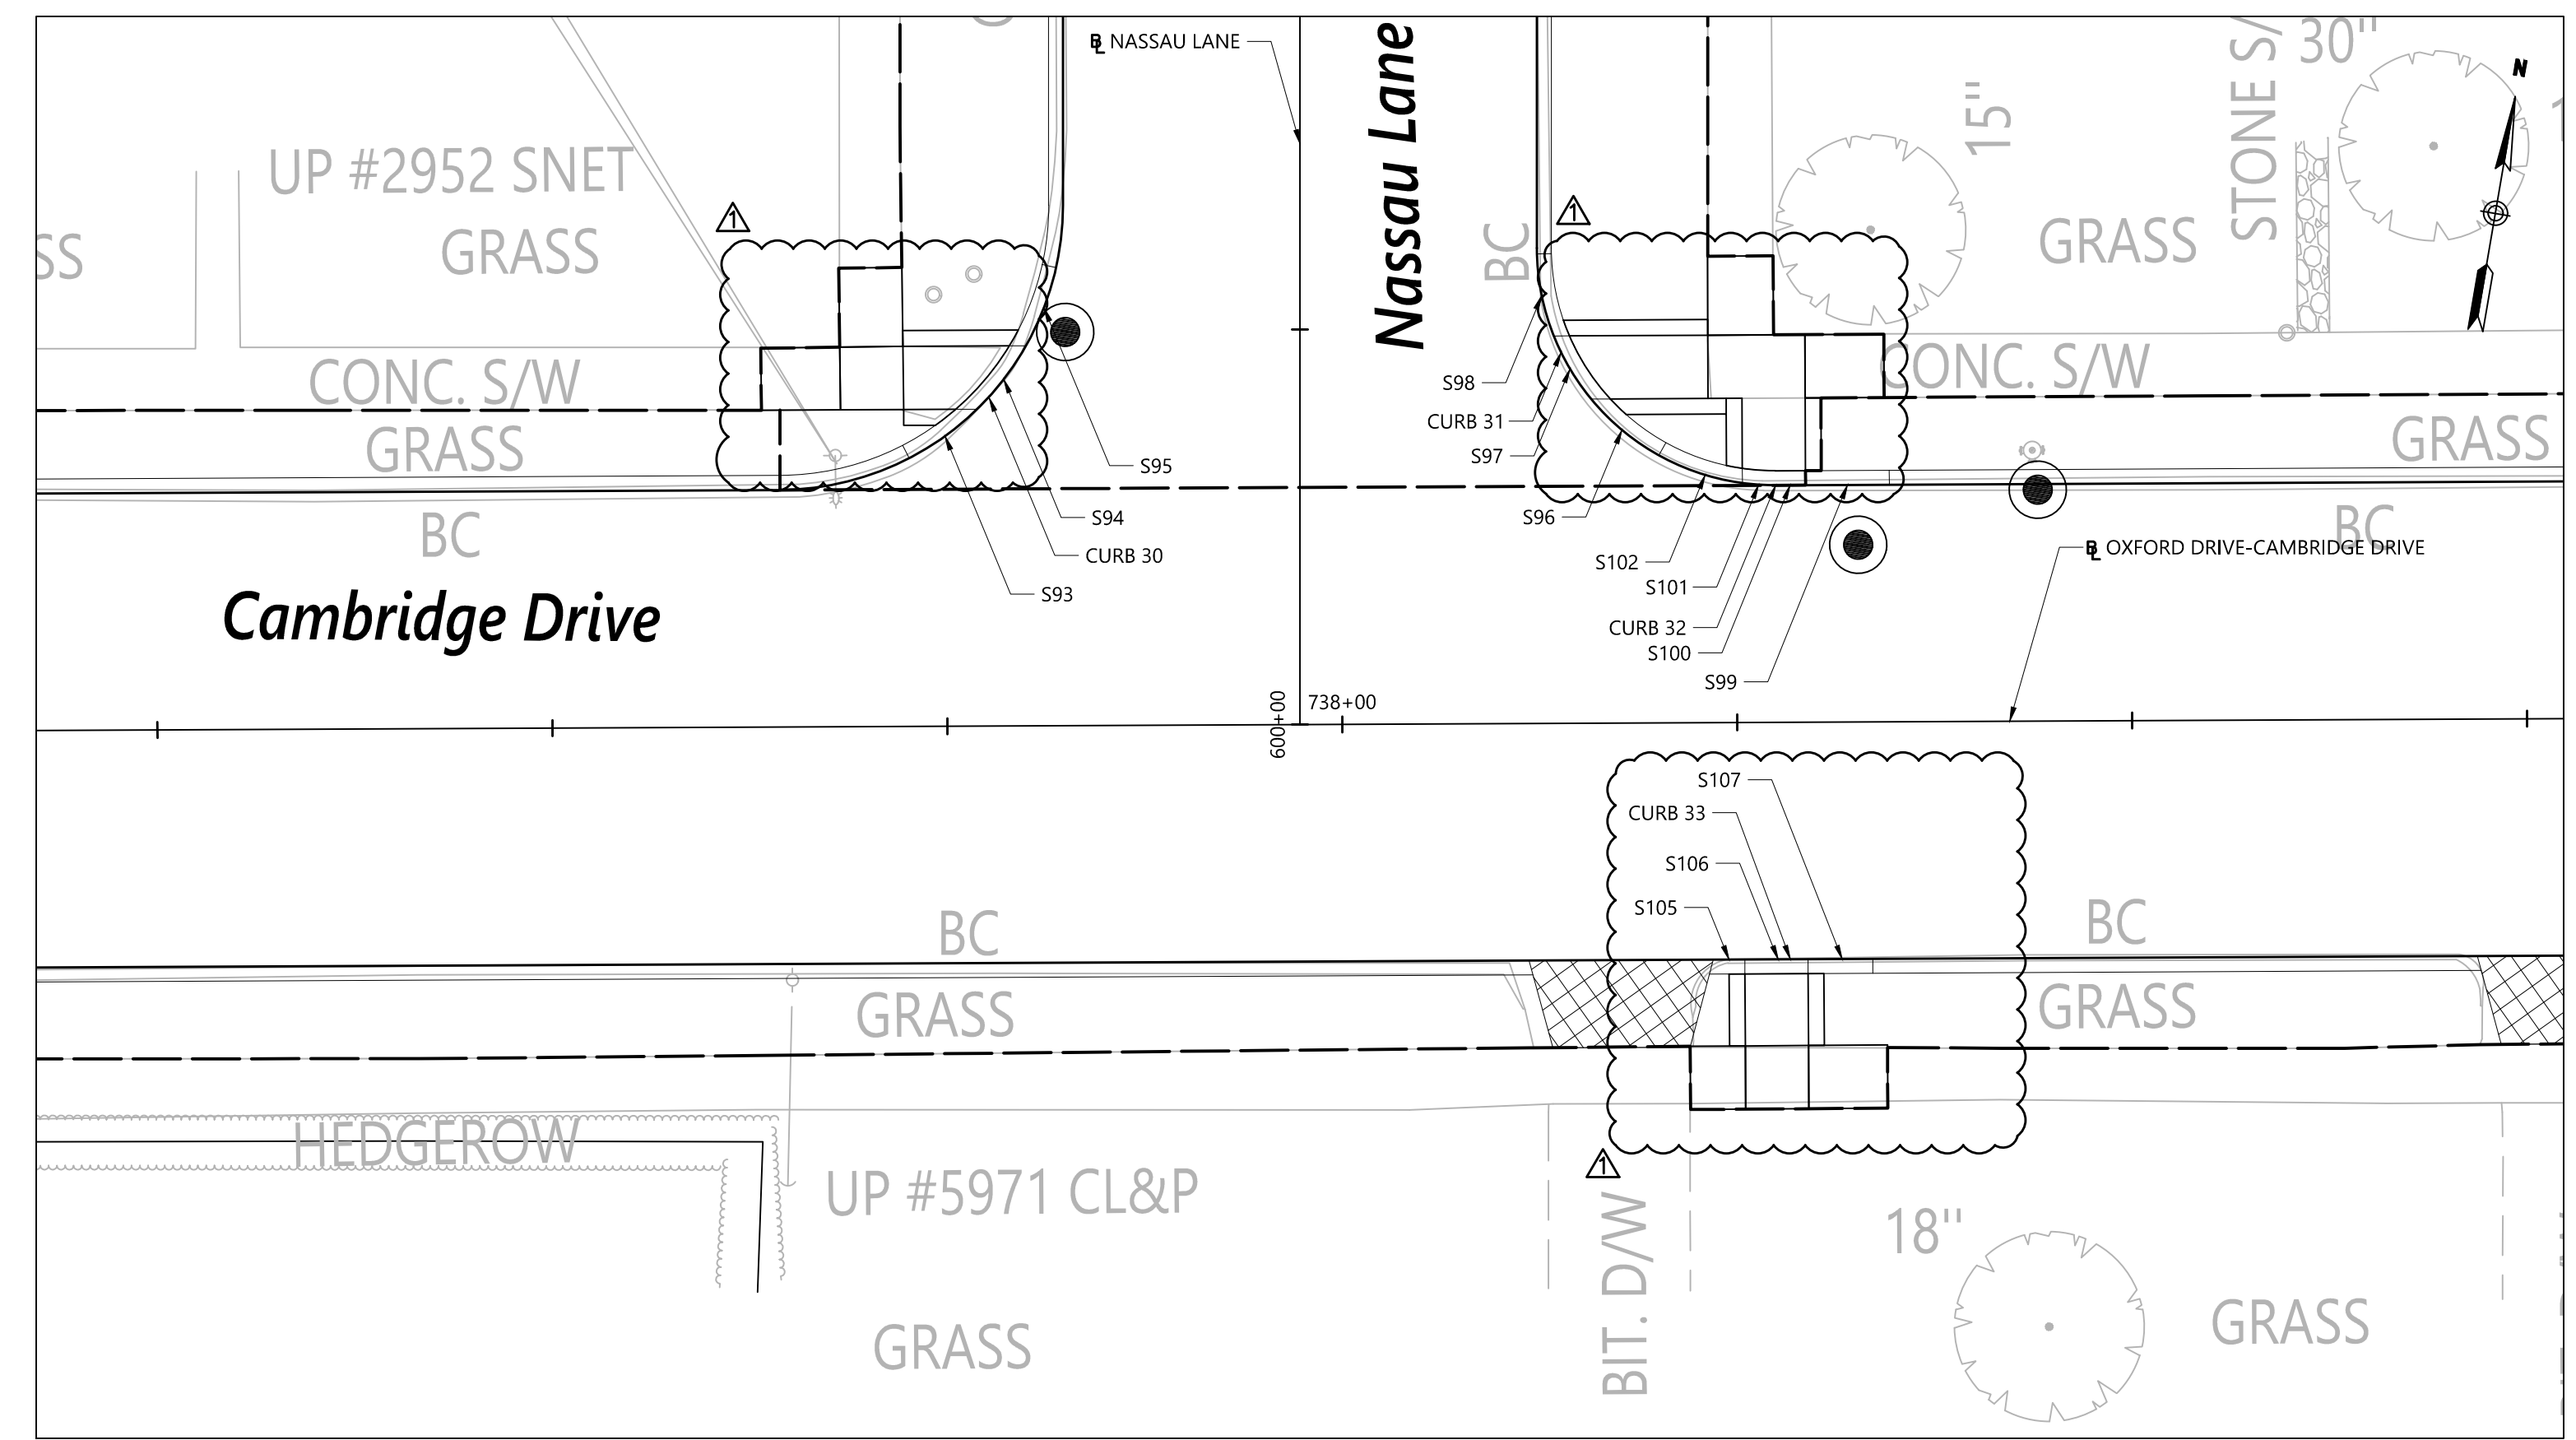 ℄ NASSAU LANE
Nassau Lane
30"
15"
STONE S/
N
UP #2952 SNET
GRASS
SS
1
1
BC
GRASS
CONC. S/W
GRASS
CONC. S/W
GRASS
S98
CURB 31
S97
S96
S95
S94
CURB 30
S93
S102
S101
CURB 32
S100
S99
BC
BC
BL OXFORD DRIVE-CAMBRIDGE DRIVE
Cambridge Drive
600+00
738+00
S107
CURB 33
S106
S105
BC
BC
GRASS
GRASS
HEDGEROW
UP #5971 CL&P
1
BIT. D/W
18"
GRASS
GRASS